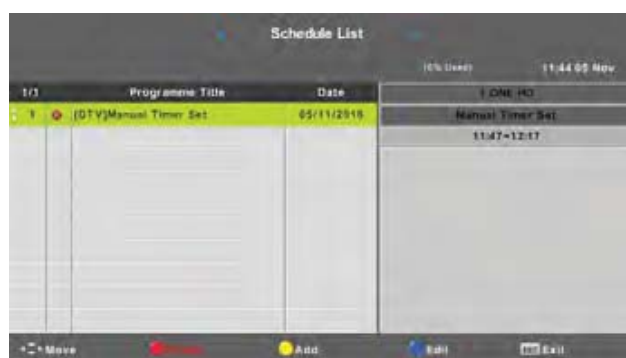 Schedule List
(0% Used) 11:44 05 Nov
1/1 Programme Title Date 1 ONE HD
1 [DTV]Manual Timer Set 05/11/2016 Manual Timer Set
11:47~12:17
Move Add Edit Exit